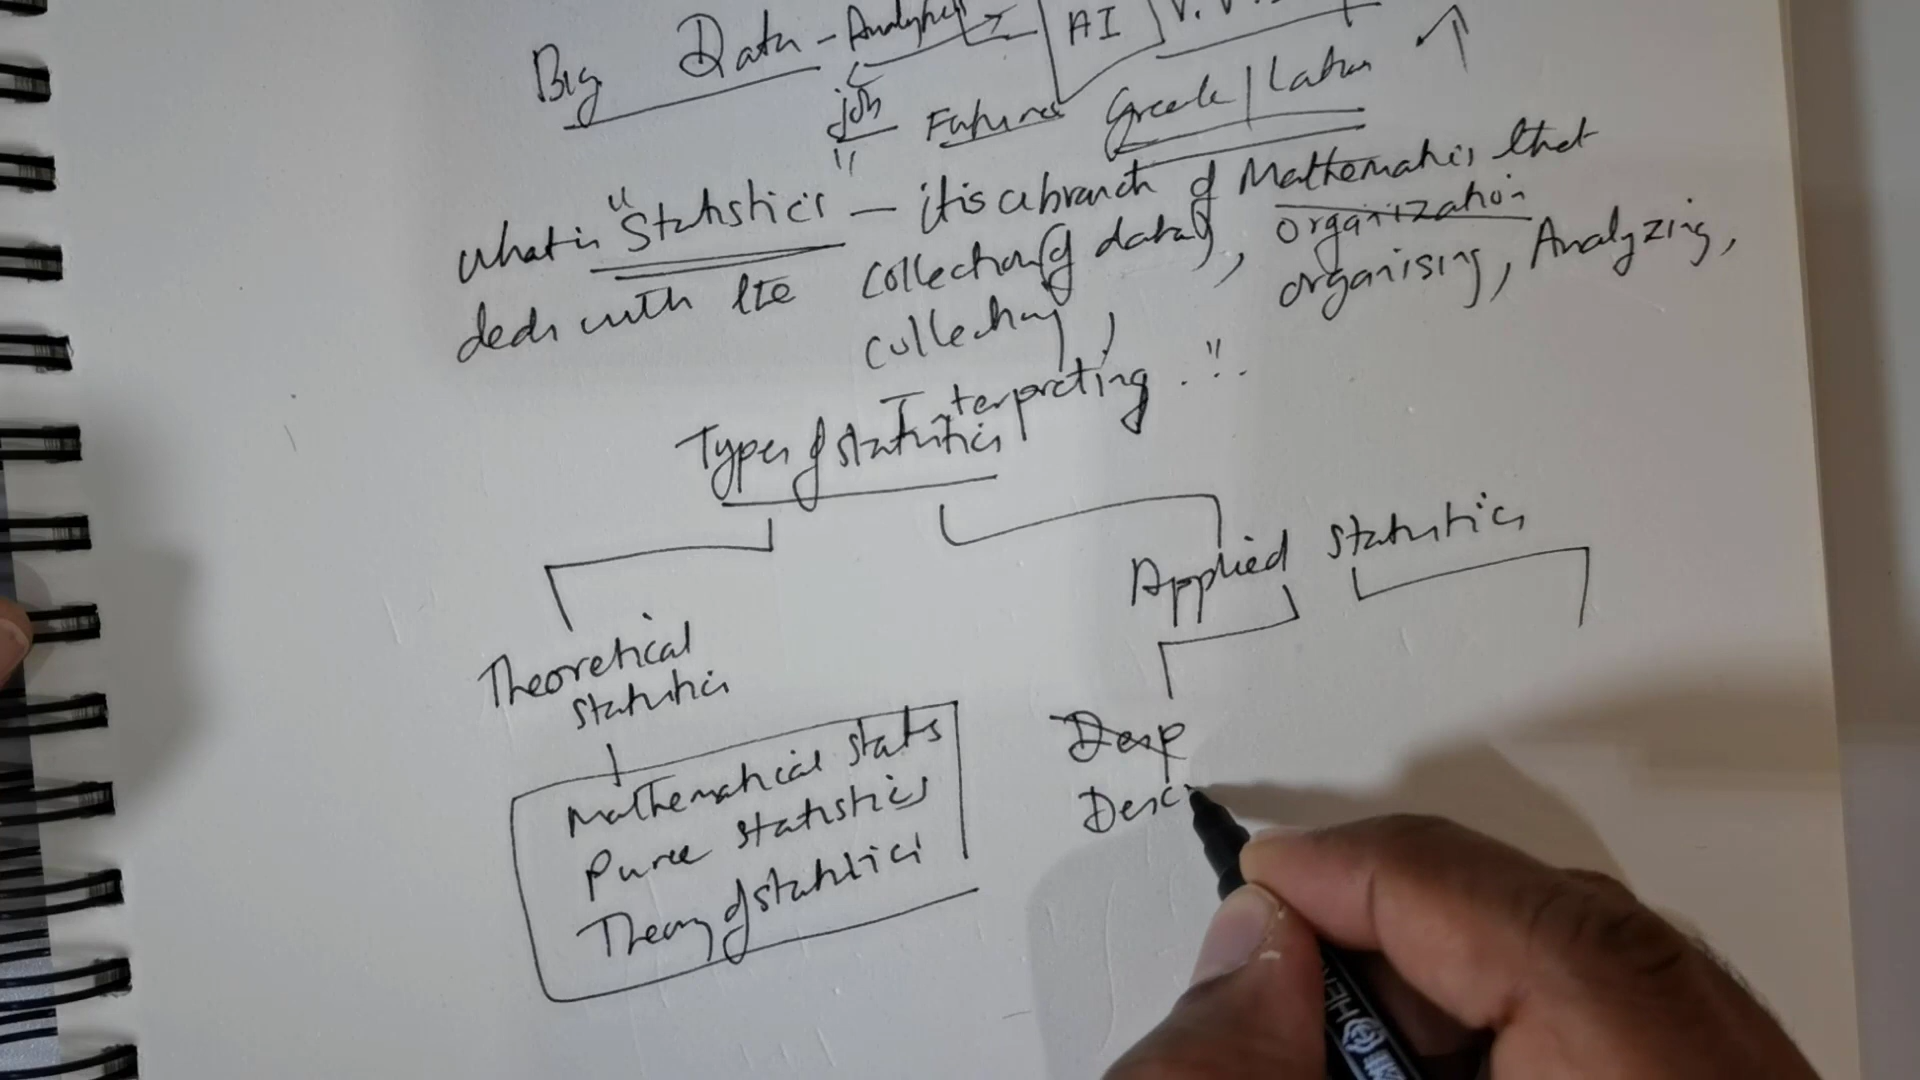 Big Data - Analytics AI
job Future Greek | Latin
What is "Statistics" - it is a branch of Mathematics that
deals with the collection (of data), organization
collecting, organising, Analyzing,
Interpreting.
Types of statistics
Applied statistics
Theoretical
statistics
Mathematical stats
Pure statistics
Theory of statistics
Desp
Desc